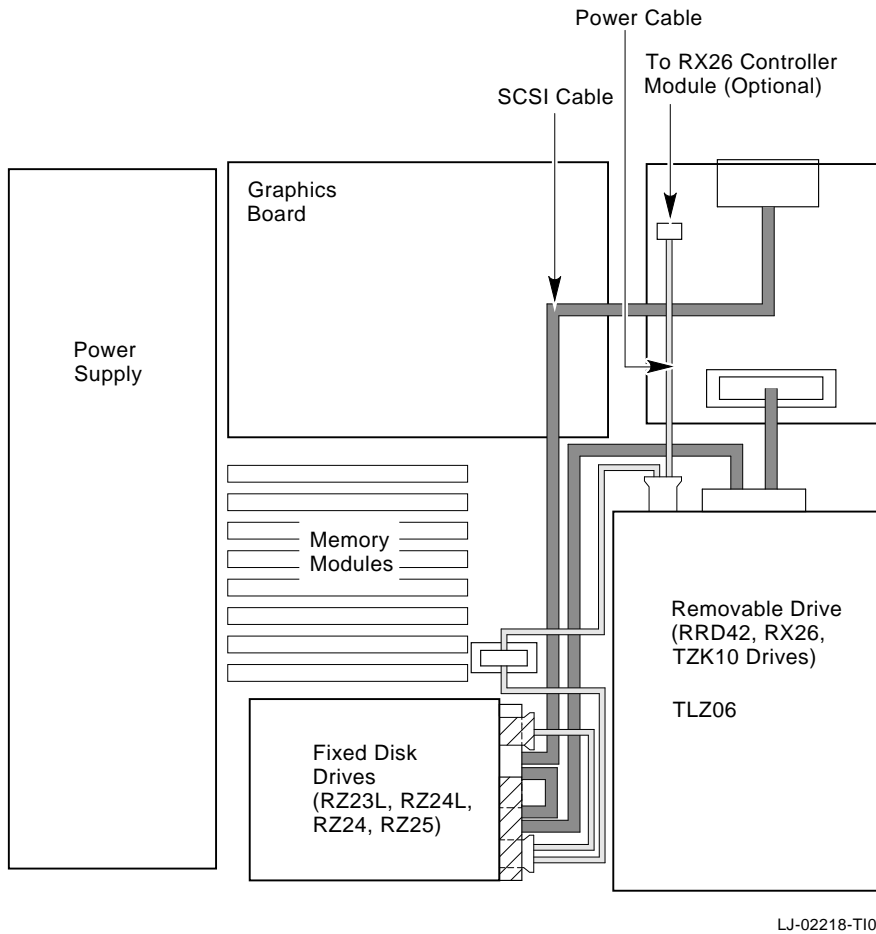 Power Cable
To RX26 Controller
Module (Optional)
SCSI Cable
Graphics
Board
Power
Supply
Memory
Modules
Removable Drive
(RRD42, RX26,
TZK10 Drives)
TLZ06
Fixed Disk
Drives
(RZ23L, RZ24L,
RZ24, RZ25)
LJ-02218-TI0